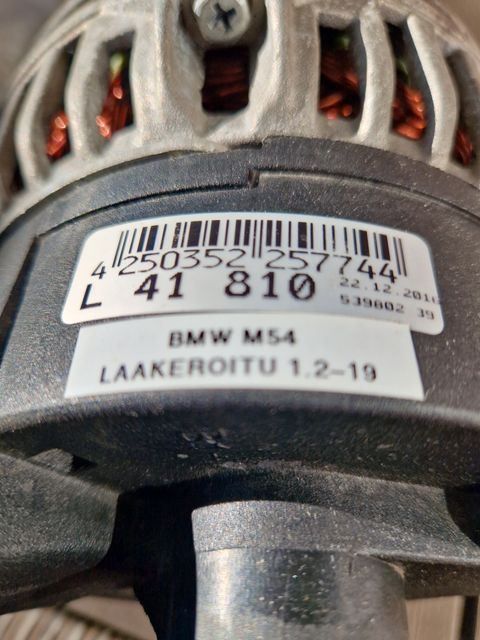 4 250352 257744
L 41 810
22.12.2016
539802 39
BMW M54
LAAKEROITU 1.2-19